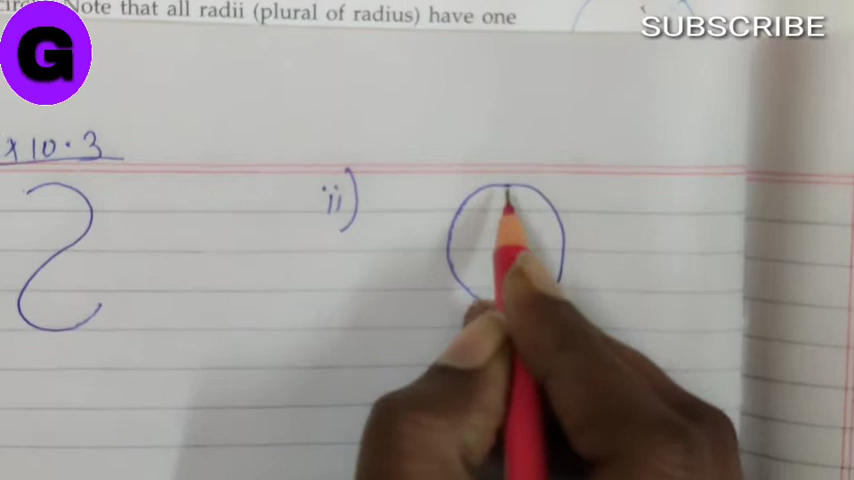 Note that all radii (plural of radius) have one
SUBSCRIBE
G
x 10.3
ii)